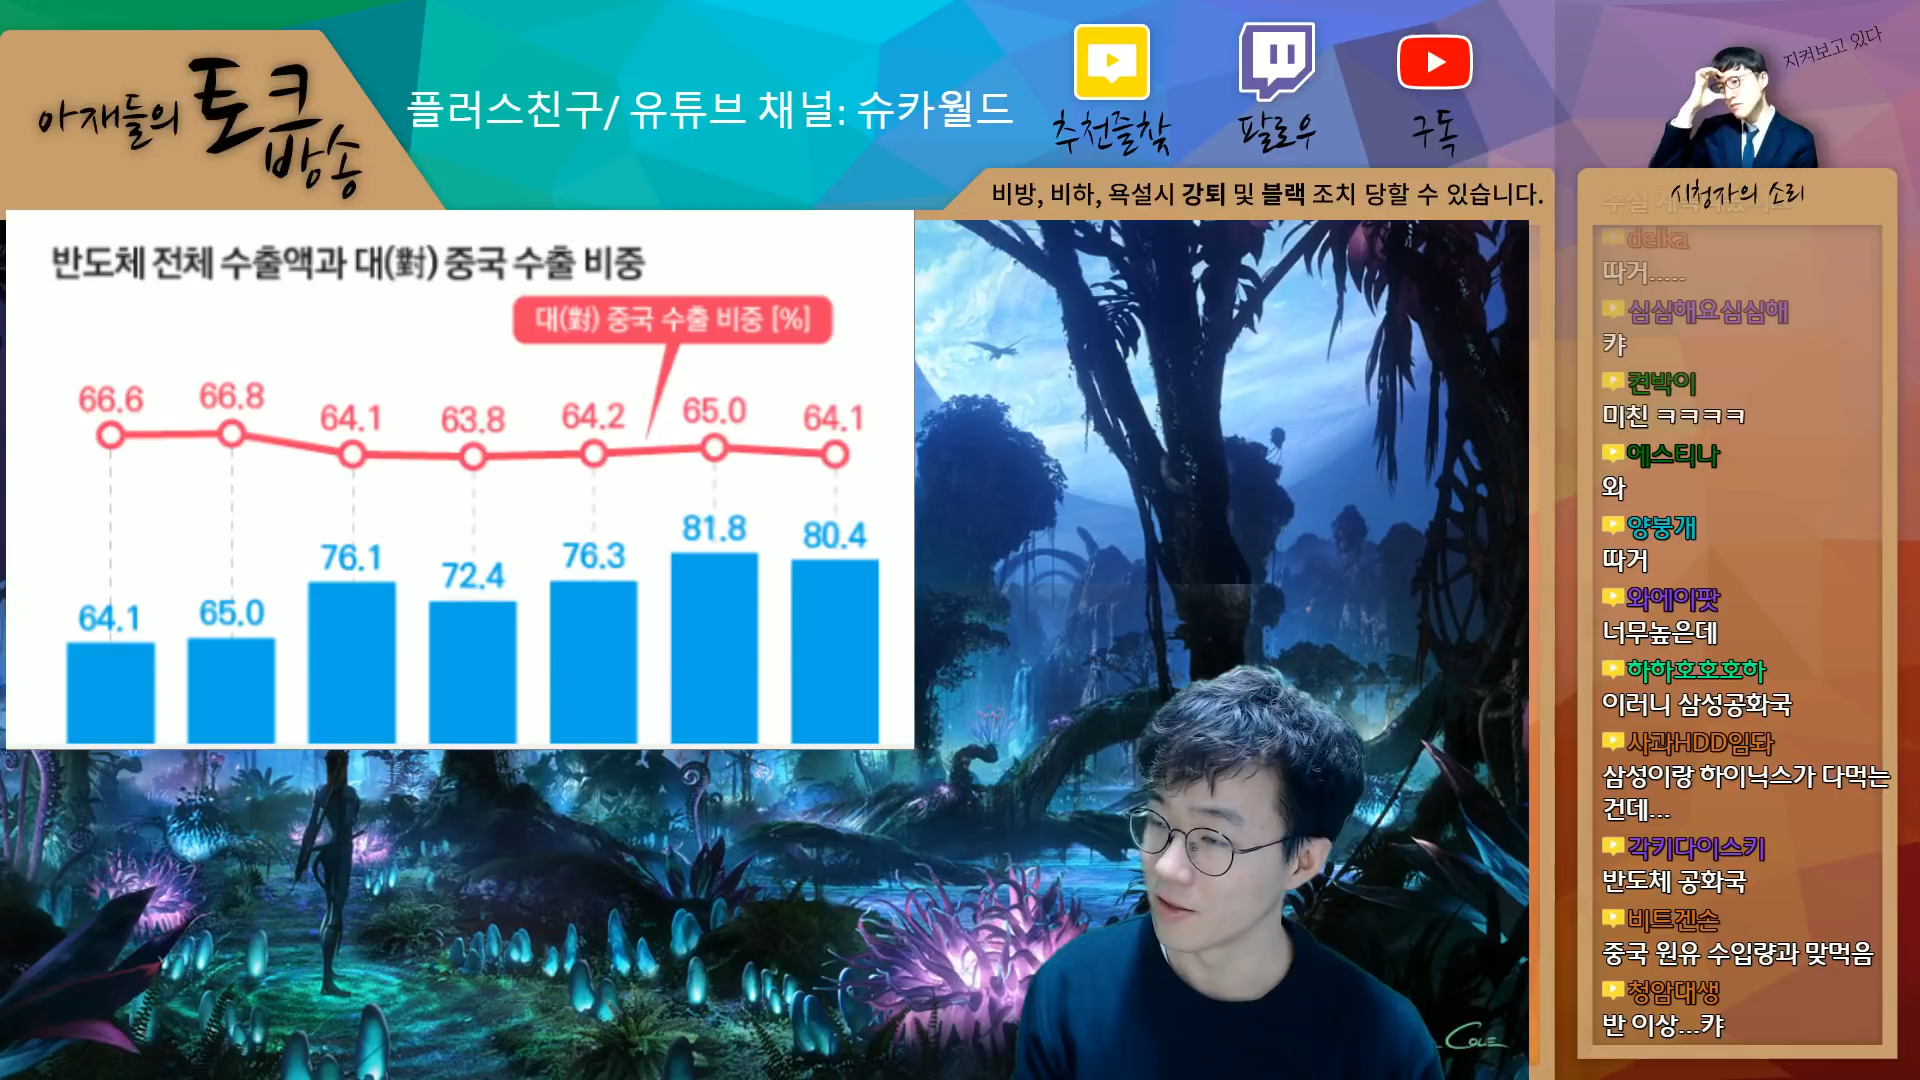 아재들의 토크
방송
플러스친구/ 유튜브 채널: 슈카월드
추천즐찾
팔로우
구독
지켜보고 있다
비방, 비하, 욕설시 강퇴 및 블랙 조치 당할 수 있습니다.
반도체 전체 수출액과 대(對) 중국 수출 비중
대(對) 중국 수출 비중 [%]
66.6 66.8 64.1 63.8 64.2 65.0 64.1
64.1 65.0 76.1 72.4 76.3 81.8 80.4
COLE
시청자의 소리
delka
따거.....
심심해요심심해
캬
켠박이
미친 ㅋㅋㅋㅋ
에스티나
와
양붕개
따거
와에이팟
너무높은데
하하호호호하
이러니 삼성공화국
사과HDD임돠
삼성이랑 하이닉스가 다먹는
건데...
각키다이스키
반도체 공화국
비트겐손
중국 원유 수입량과 맞먹음
청암대생
반 이상...캬